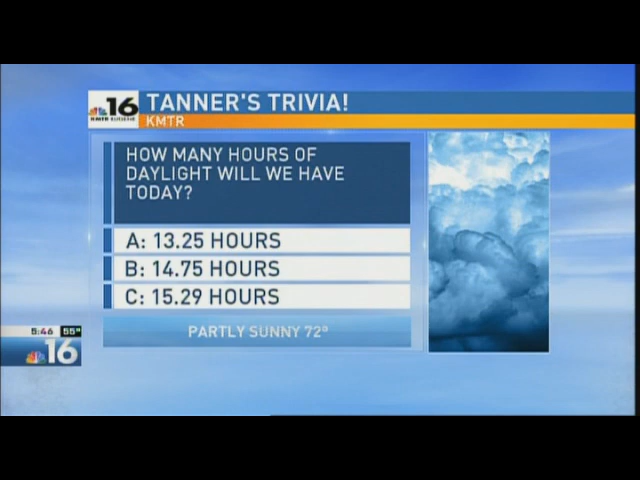 16
KMTR EUGENE
TANNER'S TRIVIA!
KMTR
HOW MANY HOURS OF
DAYLIGHT WILL WE HAVE
TODAY?
A: 13.25 HOURS
B: 14.75 HOURS
C: 15.29 HOURS
PARTLY SUNNY 72°
5:46 55°
16